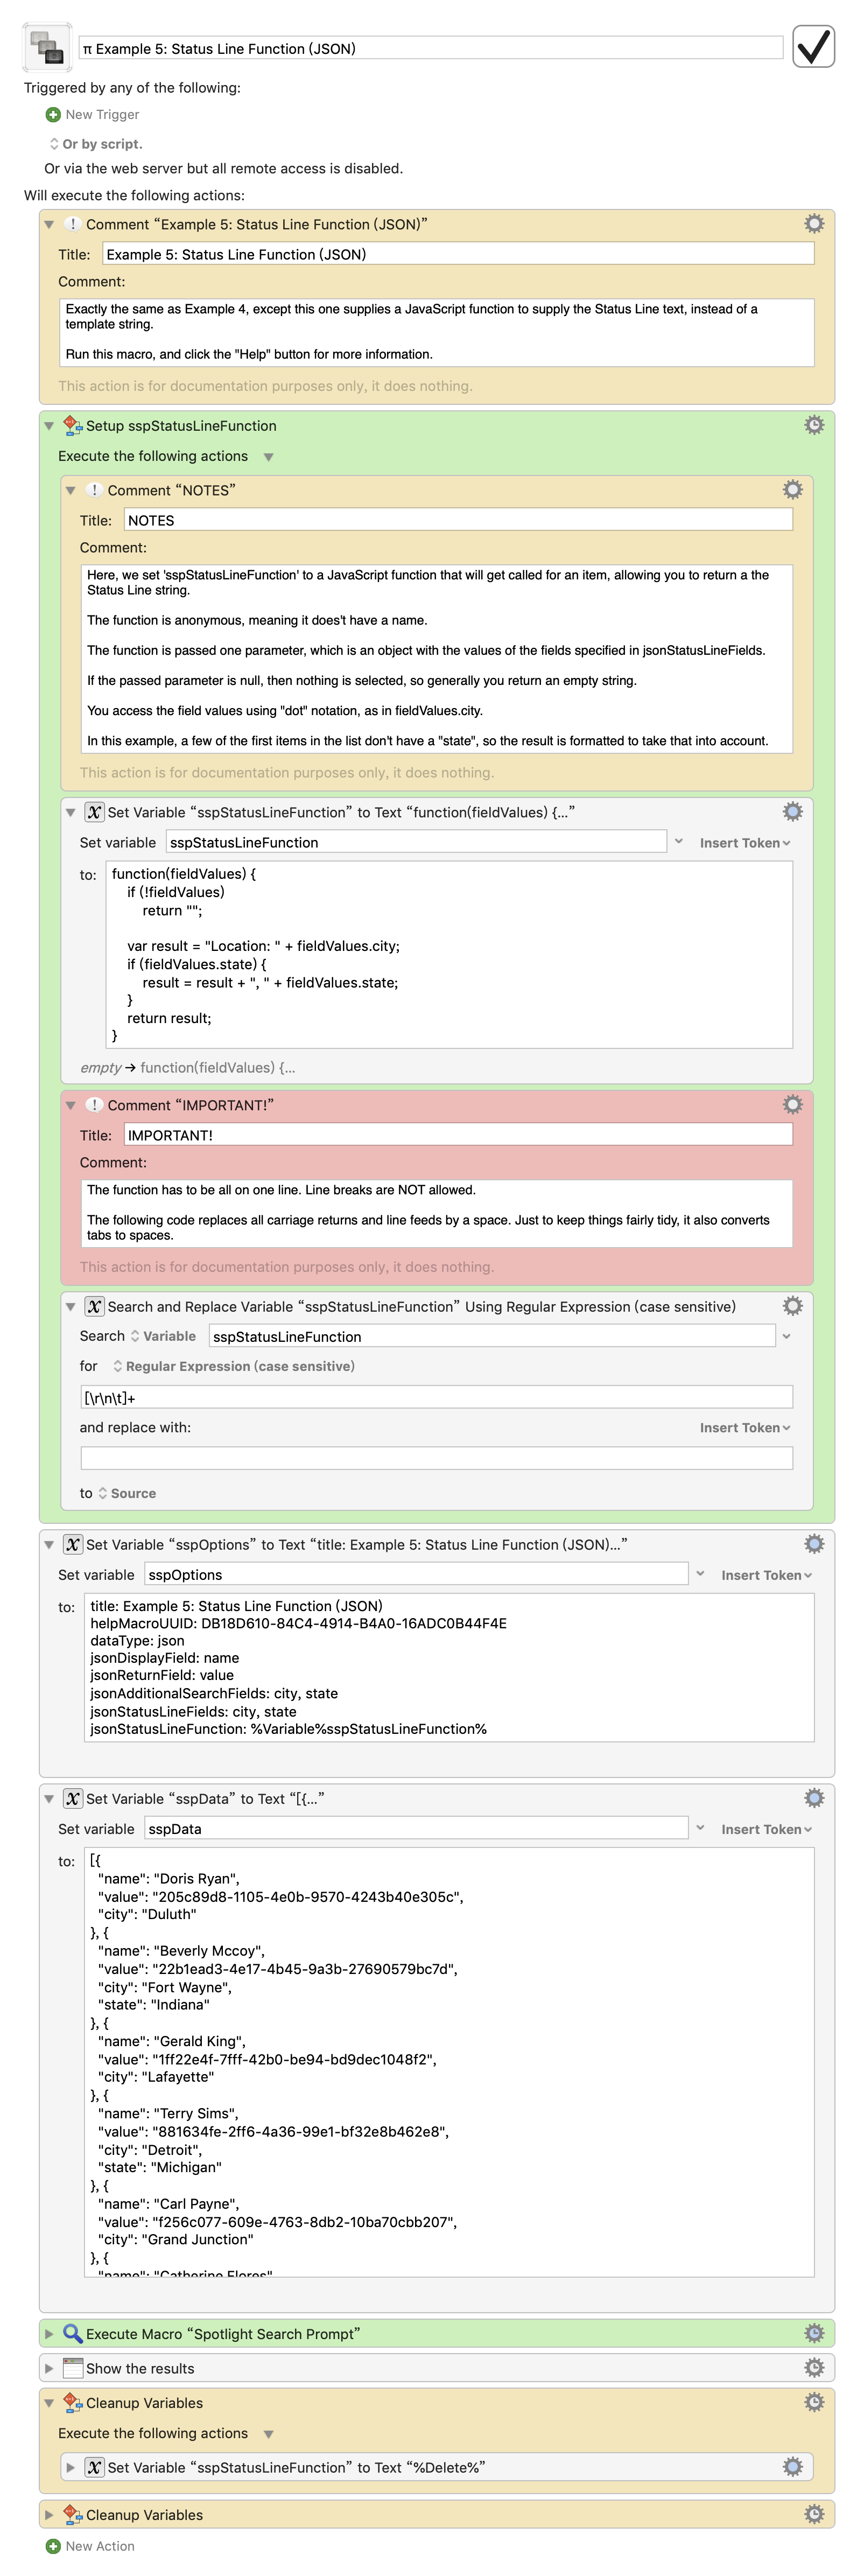 π Example 5: Status Line Function (JSON)
Triggered by any of the following:
New Trigger
Or by script.
Or via the web server but all remote access is disabled.
Will execute the following actions:
! Comment “Example 5: Status Line Function (JSON)”
Title: Example 5: Status Line Function (JSON)
Comment:
Exactly the same as Example 4, except this one supplies a JavaScript function to supply the Status Line text, instead of a
template string.
Run this macro, and click the "Help" button for more information.
This action is for documentation purposes only, it does nothing.
Setup sspStatusLineFunction
Execute the following actions
! Comment “NOTES”
Title: NOTES
Comment:
Here, we set 'sspStatusLineFunction' to a JavaScript function that will get called for an item, allowing you to return a the
Status Line string.
The function is anonymous, meaning it does't have a name.
The function is passed one parameter, which is an object with the values of the fields specified in jsonStatusLineFields.
If the passed parameter is null, then nothing is selected, so generally you return an empty string.
You access the field values using "dot" notation, as in fieldValues.city.
In this example, a few of the first items in the list don't have a "state", so the result is formatted to take that into account.
This action is for documentation purposes only, it does nothing.
X Set Variable “sspStatusLineFunction” to Text “function(fieldValues) {…”
Set variable sspStatusLineFunction Insert Token
to: function(fieldValues) {
if (!fieldValues)
return "";
var result = "Location: " + fieldValues.city;
if (fieldValues.state) {
result = result + ", " + fieldValues.state;
}
return result;
}
empty → function(fieldValues) {…
! Comment “IMPORTANT!”
Title: IMPORTANT!
Comment:
The function has to be all on one line. Line breaks are NOT allowed.
The following code replaces all carriage returns and line feeds by a space. Just to keep things fairly tidy, it also converts
tabs to spaces.
This action is for documentation purposes only, it does nothing.
X Search and Replace Variable “sspStatusLineFunction” Using Regular Expression (case sensitive)
Search Variable sspStatusLineFunction
for Regular Expression (case sensitive)
[\r\n\t]+
and replace with: Insert Token
to Source
X Set Variable “sspOptions” to Text “title: Example 5: Status Line Function (JSON)…”
Set variable sspOptions Insert Token
to: title: Example 5: Status Line Function (JSON)
helpMacroUUID: DB18D610-84C4-4914-B4A0-16ADC0B44F4E
dataType: json
jsonDisplayField: name
jsonReturnField: value
jsonAdditionalSearchFields: city, state
jsonStatusLineFields: city, state
jsonStatusLineFunction: %Variable%sspStatusLineFunction%
X Set Variable “sspData” to Text “[{…”
Set variable sspData Insert Token
to: [{
"name": "Doris Ryan",
"value": "205c89d8-1105-4e0b-9570-4243b40e305c",
"city": "Duluth"
}, {
"name": "Beverly Mccoy",
"value": "22b1ead3-4e17-4b45-9a3b-27690579bc7d",
"city": "Fort Wayne",
"state": "Indiana"
}, {
"name": "Gerald King",
"value": "1ff22e4f-7fff-42b0-be94-bd9dec1048f2",
"city": "Lafayette"
}, {
"name": "Terry Sims",
"value": "881634fe-2ff6-4a36-99e1-bf32e8b462e8",
"city": "Detroit",
"state": "Michigan"
}, {
"name": "Carl Payne",
"value": "f256c077-609e-4763-8db2-10ba70cbb207",
"city": "Grand Junction"
}, {
"name": "Catherine Flores",
Execute Macro “Spotlight Search Prompt”
Show the results
Cleanup Variables
Execute the following actions
X Set Variable “sspStatusLineFunction” to Text “%Delete%”
Cleanup Variables
New Action